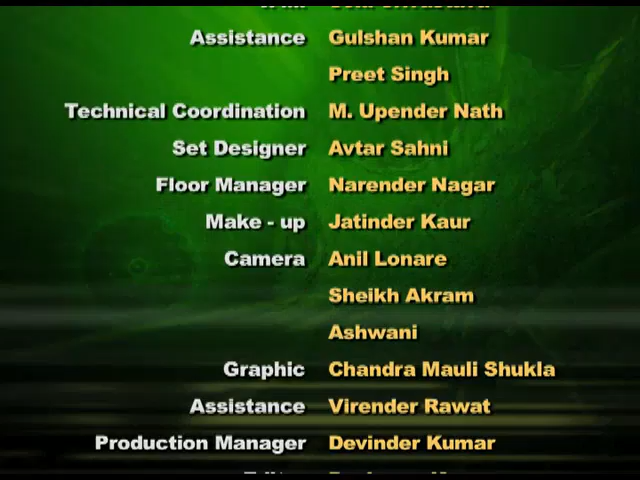 Assistance Gulshan Kumar
Preet Singh
Technical Coordination M. Upender Nath
Set Designer Avtar Sahni
Floor Manager Narender Nagar
Make - up Jatinder Kaur
Camera Anil Lonare
Sheikh Akram
Ashwani
Graphic Chandra Mauli Shukla
Assistance Virender Rawat
Production Manager Devinder Kumar